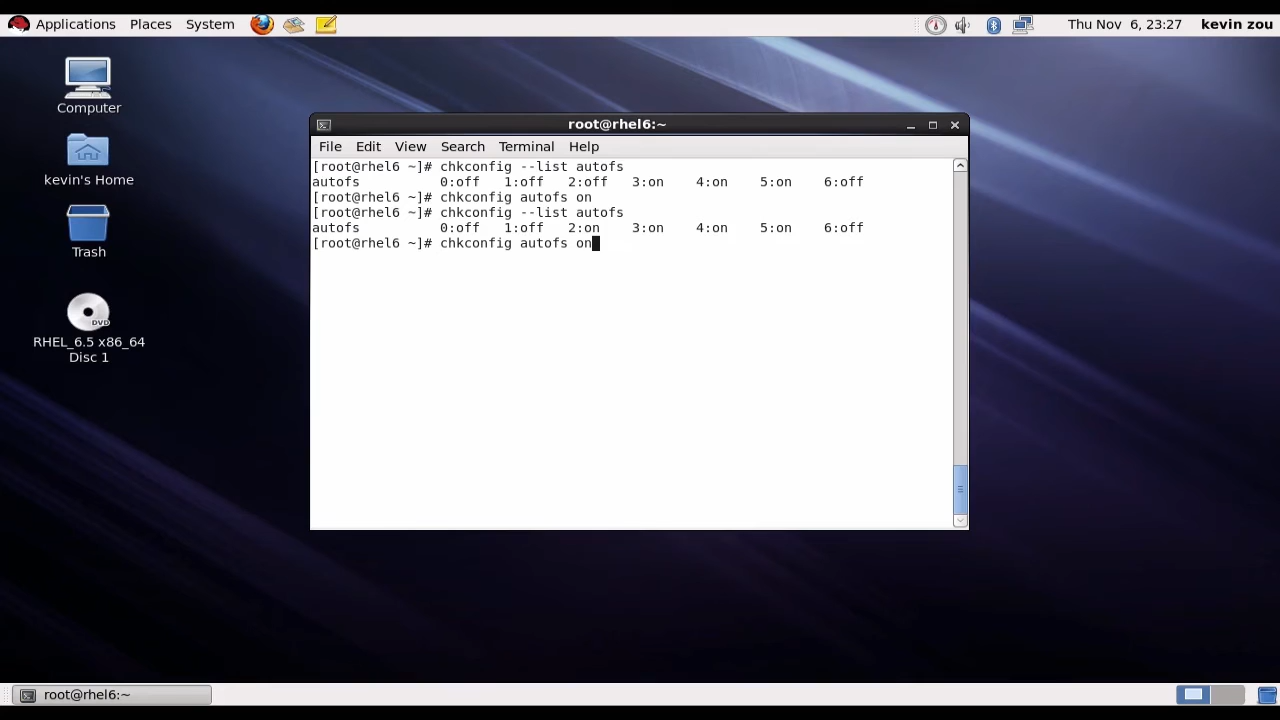 Applications Places System Thu Nov 6, 23:27 kevin zou
Computer
kevin's Home
Trash
DVD
RHEL_6.5 x86_64
Disc 1
root@rhel6:~
File Edit View Search Terminal Help
[root@rhel6 ~]# chkconfig --list autofs
autofs 0:off 1:off 2:off 3:on 4:on 5:on 6:off
[root@rhel6 ~]# chkconfig autofs on
[root@rhel6 ~]# chkconfig --list autofs
autofs 0:off 1:off 2:on 3:on 4:on 5:on 6:off
[root@rhel6 ~]# chkconfig autofs on
root@rhel6:~